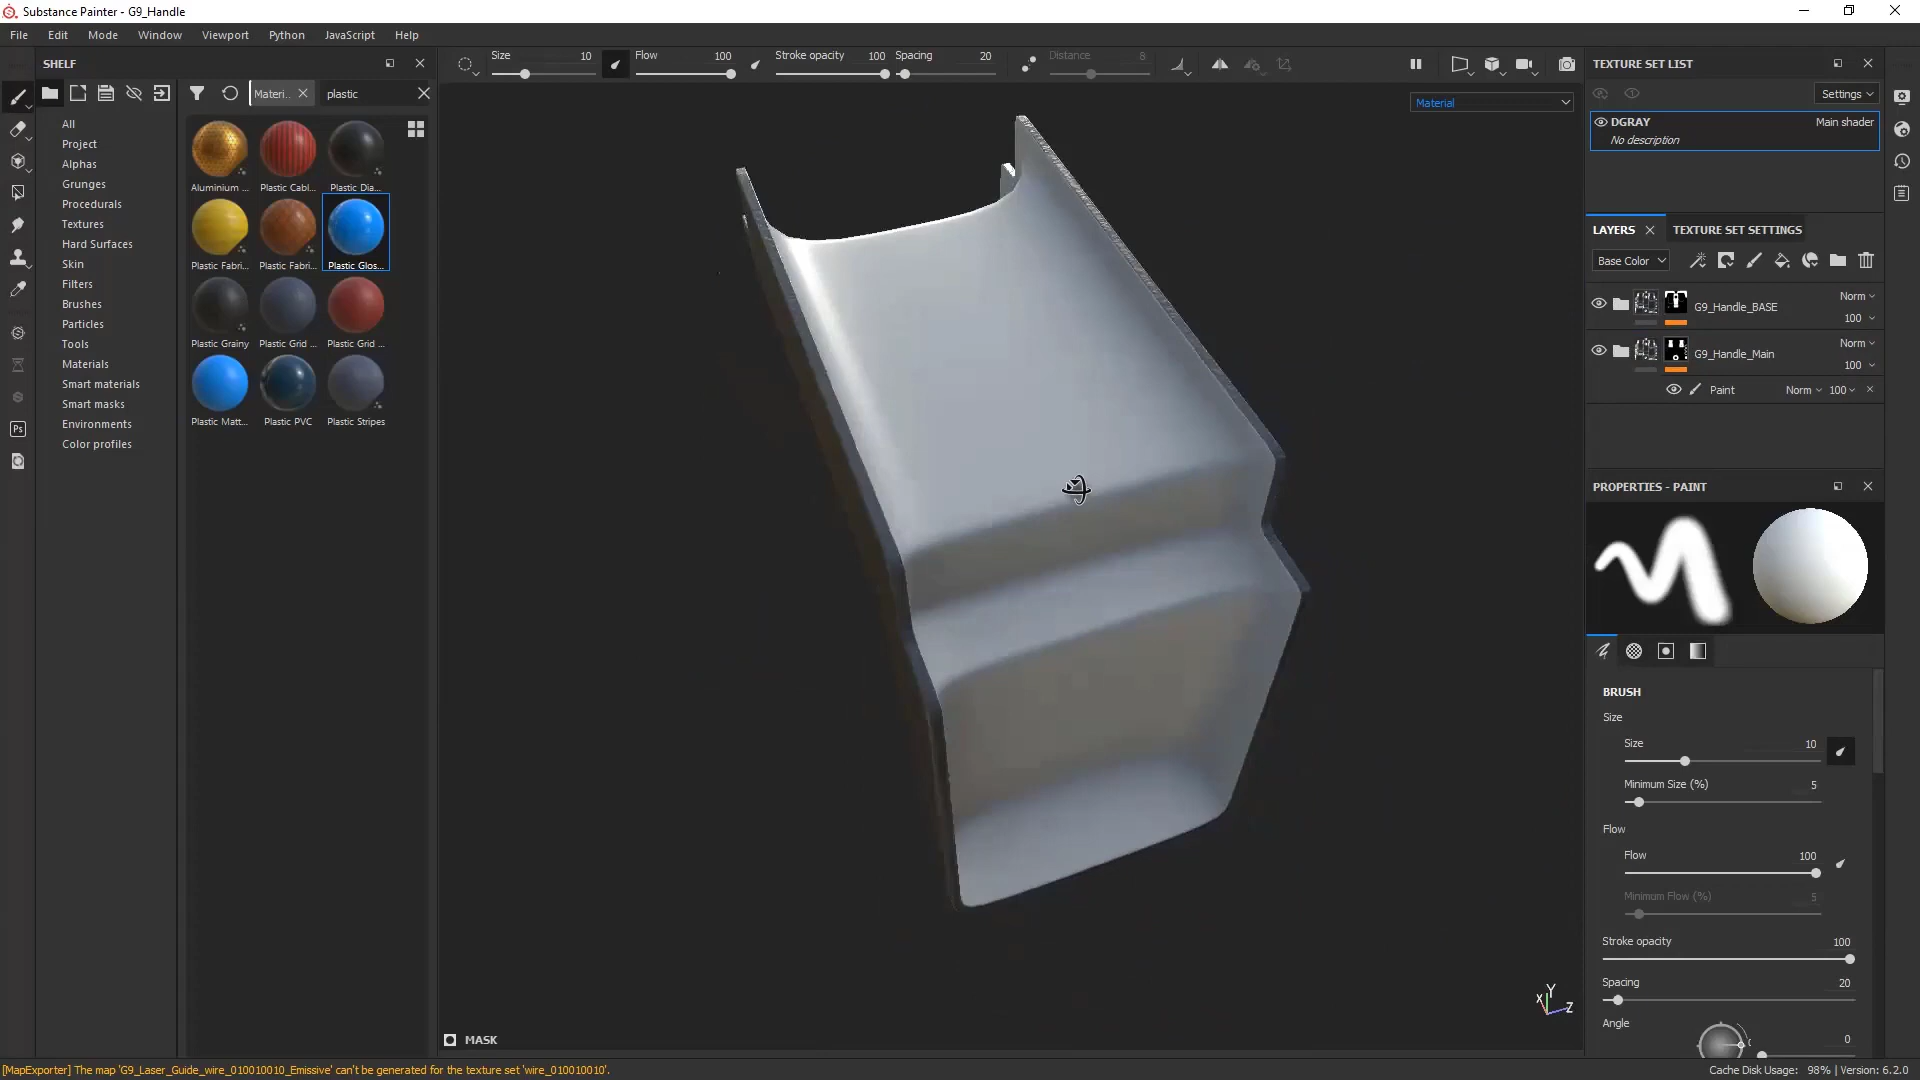 Substance Painter - G9_Handle
File Edit Mode Window Viewport Python JavaScript Help
SHELF
Size 10 Flow 100 Stroke opacity 100 Spacing 20 Distance 8
Materi... plastic
All
Project
Alphas
Grunges
Procedurals
Textures
Hard Surfaces
Skin
Filters
Brushes
Particles
Tools
Materials
Smart materials
Smart masks
Environments
Color profiles
Aluminium ... Plastic Cabl... Plastic Dia...
Plastic Fabri... Plastic Fabri... Plastic Glos...
Plastic Grainy Plastic Grid ... Plastic Grid ...
Plastic Matt... Plastic PVC Plastic Stripes
Material
Y
X
Z
MASK
TEXTURE SET LIST
Settings
DGRAY Main shader
No description
LAYERS TEXTURE SET SETTINGS
Base Color
G9_Handle_BASE Norm
100
G9_Handle_Main Norm
100
Paint Norm 100
PROPERTIES - PAINT
BRUSH
Size
Size 10
Minimum Size (%) 5
Flow
Flow 100
Minimum Flow (%) 5
Stroke opacity 100
Spacing 20
Angle
0
Ps
[MapExporter] The map 'G9_Laser_Guide_wire_010010010_Emissive' can't be generated for the texture set 'wire_010010010'.
Cache Disk Usage: 98% | Version: 6.2.0